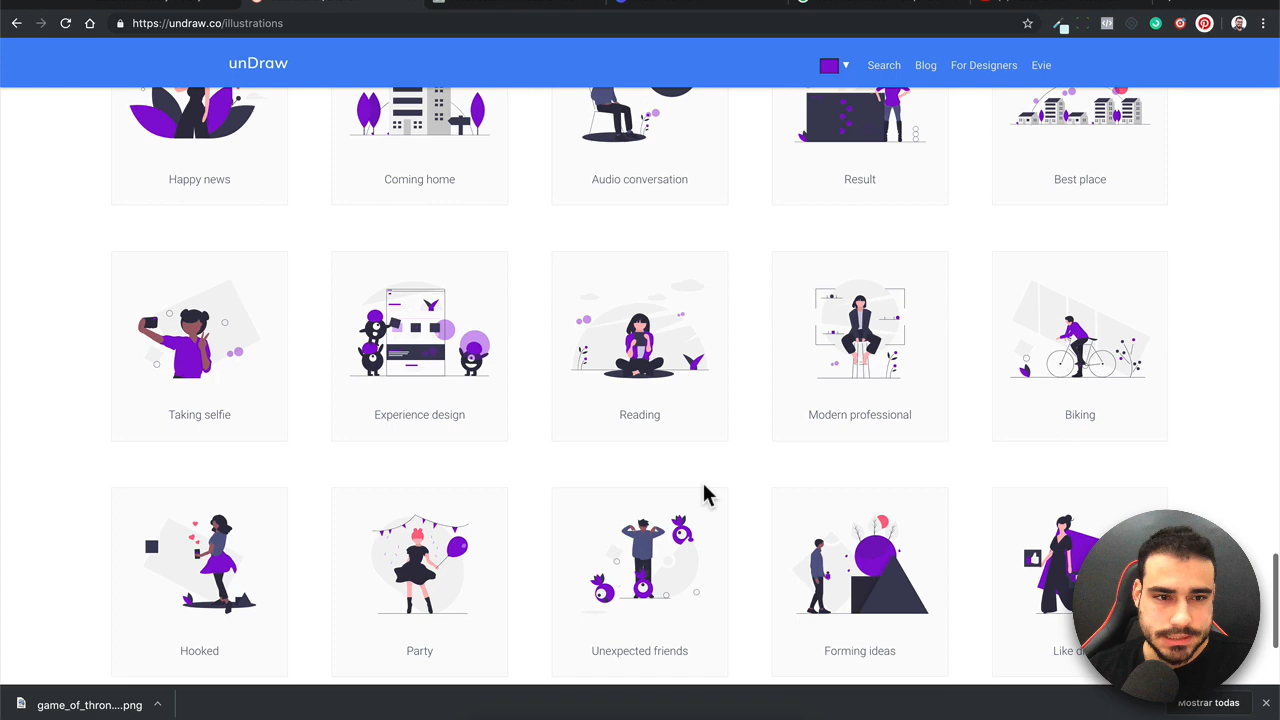 https://undraw.co/illustrations
unDraw
Search
Blog
For Designers
Evie
Happy news
Coming home
Audio conversation
Result
Best place
Taking selfie
Experience design
Reading
Modern professional
Biking
Hooked
Party
Unexpected friends
Forming ideas
Like
game_of_thron....png
Mostrar todas